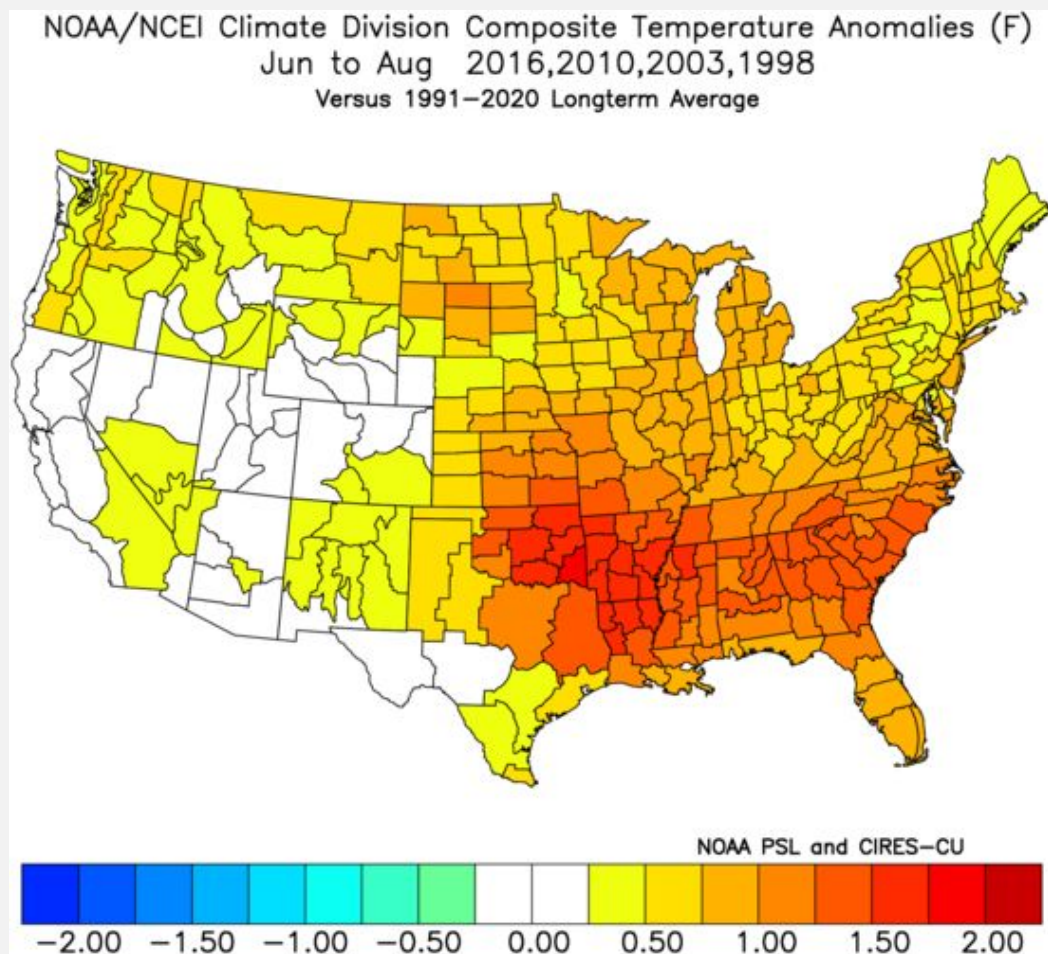 NOAA/NCEI Climate Division Composite Temperature Anomalies (F)
Jun to Aug 2016,2010,2003,1998
Versus 1991−2020 Longterm Average
NOAA PSL and CIRES−CU
−2.00 −1.50 −1.00 −0.50 0.00 0.50 1.00 1.50 2.00